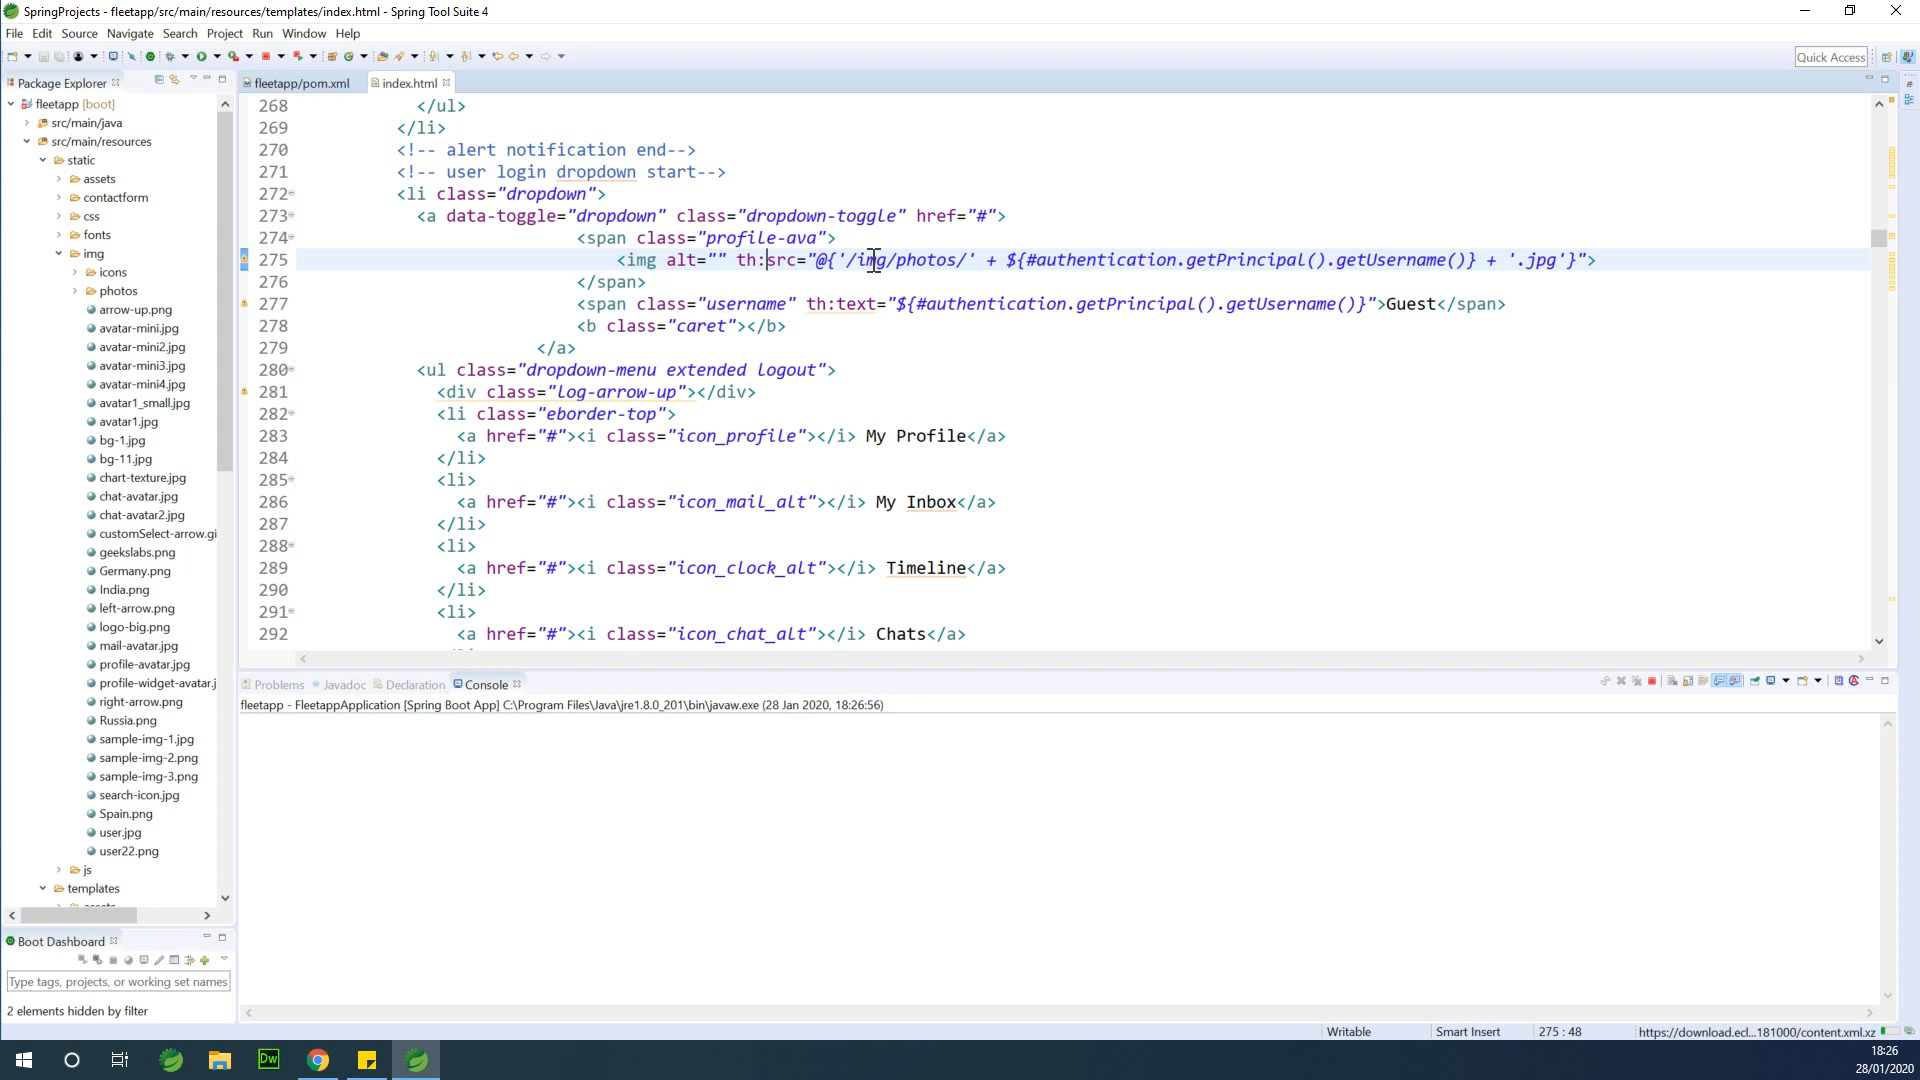 SpringProjects - fleetapp/src/main/resources/templates/index.html - Spring Tool Suite 4
File Edit Source Navigate Search Project Run Window Help
Quick Access
Package Explorer
fleetapp/pom.xml
index.html
fleetapp [boot]
src/main/java
src/main/resources
static
assets
contactform
css
fonts
img
icons
photos
arrow-up.png
avatar-mini.jpg
avatar-mini2.jpg
avatar-mini3.jpg
avatar-mini4.jpg
avatar1_small.jpg
avatar1.jpg
bg-1.jpg
bg-11.jpg
chart-texture.jpg
chat-avatar.jpg
chat-avatar2.jpg
customSelect-arrow.gi
geekslabs.png
Germany.png
India.png
left-arrow.png
logo-big.png
mail-avatar.jpg
profile-avatar.jpg
profile-widget-avatar.j
right-arrow.png
Russia.png
sample-img-1.jpg
sample-img-2.png
sample-img-3.png
search-icon.jpg
Spain.png
user.jpg
user22.png
js
templates
268 </ul>
269 </li>
270 <!-- alert notification end-->
271 <!-- user login dropdown start-->
272 <li class="dropdown">
273 <a data-toggle="dropdown" class="dropdown-toggle" href="#">
274 <span class="profile-ava">
275 <img alt="" th:src="@{'/img/photos/' + ${#authentication.getPrincipal().getUsername()} + '.jpg'}">
276 </span>
277 <span class="username" th:text="${#authentication.getPrincipal().getUsername()}">Guest</span>
278 <b class="caret"></b>
279 </a>
280 <ul class="dropdown-menu extended logout">
281 <div class="log-arrow-up"></div>
282 <li class="eborder-top">
283 <a href="#"><i class="icon_profile"></i> My Profile</a>
284 </li>
285 <li>
286 <a href="#"><i class="icon_mail_alt"></i> My Inbox</a>
287 </li>
288 <li>
289 <a href="#"><i class="icon_clock_alt"></i> Timeline</a>
290 </li>
291 <li>
292 <a href="#"><i class="icon_chat_alt"></i> Chats</a>
Problems Javadoc Declaration Console
fleetapp - FleetappApplication [Spring Boot App] C:\Program Files\Java\jre1.8.0_201\bin\javaw.exe (28 Jan 2020, 18:26:56)
Boot Dashboard
Type tags, projects, or working set names
2 elements hidden by filter
Writable
Smart Insert
275 : 48
https://download.ecl...181000/content.xml.xz
Dw
18:26
28/01/2020